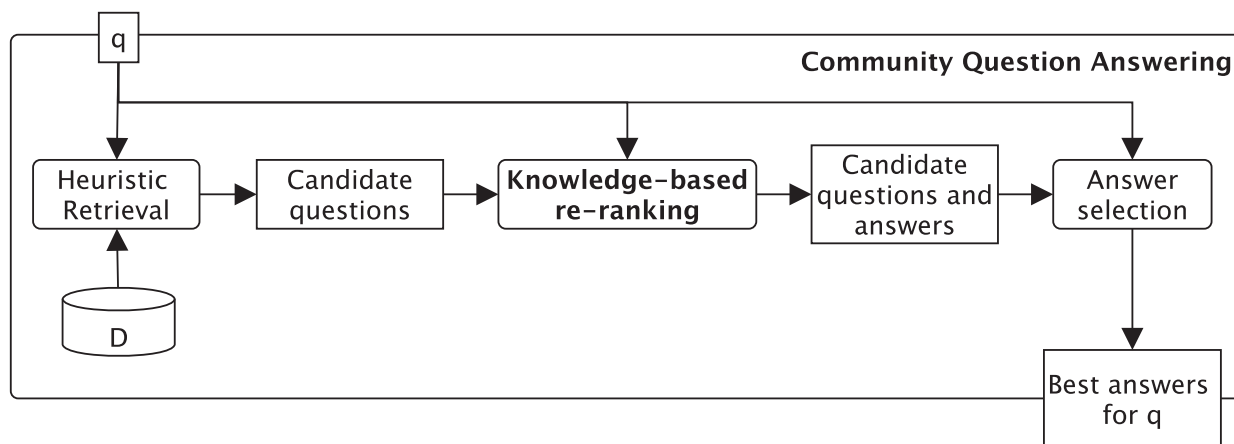 q
Community Question Answering
Heuristic
Retrieval
Candidate
questions
Knowledge-based
re-ranking
Candidate
questions and
answers
Answer
selection
D
Best answers
for q